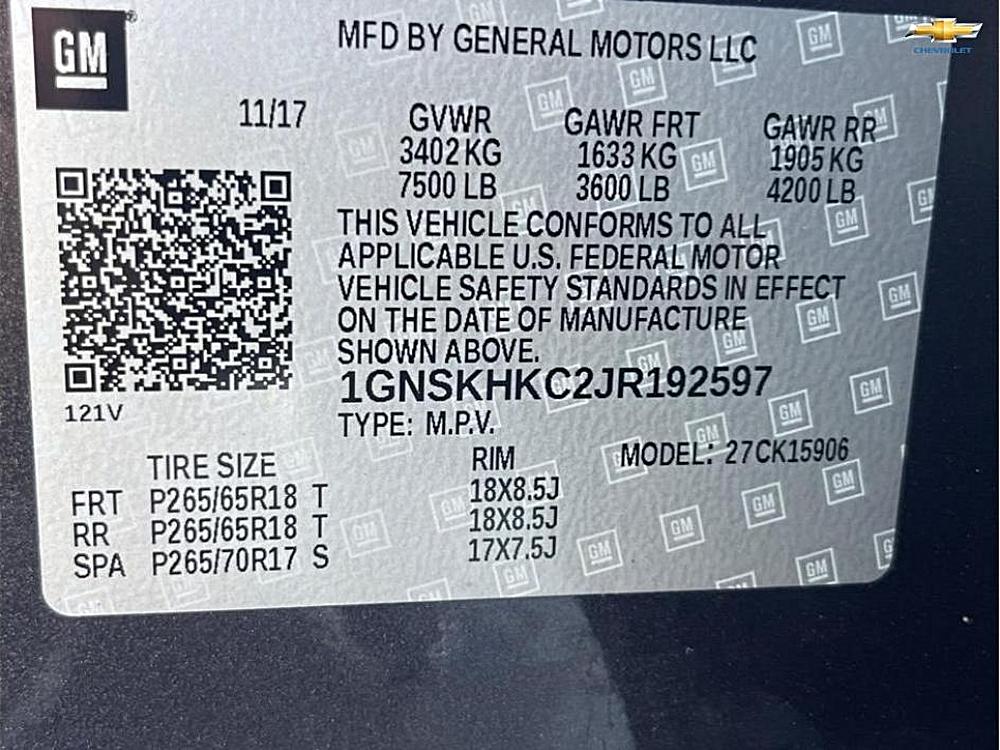 GM
MFD BY GENERAL MOTORS LLC
CHEVROLET
11/17 GVWR GAWR FRT GAWR RR
3402 KG 1633 KG 1905 KG
7500 LB 3600 LB 4200 LB
THIS VEHICLE CONFORMS TO ALL
APPLICABLE U.S. FEDERAL MOTOR
VEHICLE SAFETY STANDARDS IN EFFECT
ON THE DATE OF MANUFACTURE
SHOWN ABOVE.
1GNSKHKC2JR192597
121V
TYPE: M.P.V.
TIRE SIZE RIM MODEL: 27CK15906
FRT P265/65R18 T 18X8.5J
RR P265/65R18 T 18X8.5J
SPA P265/70R17 S 17X7.5J